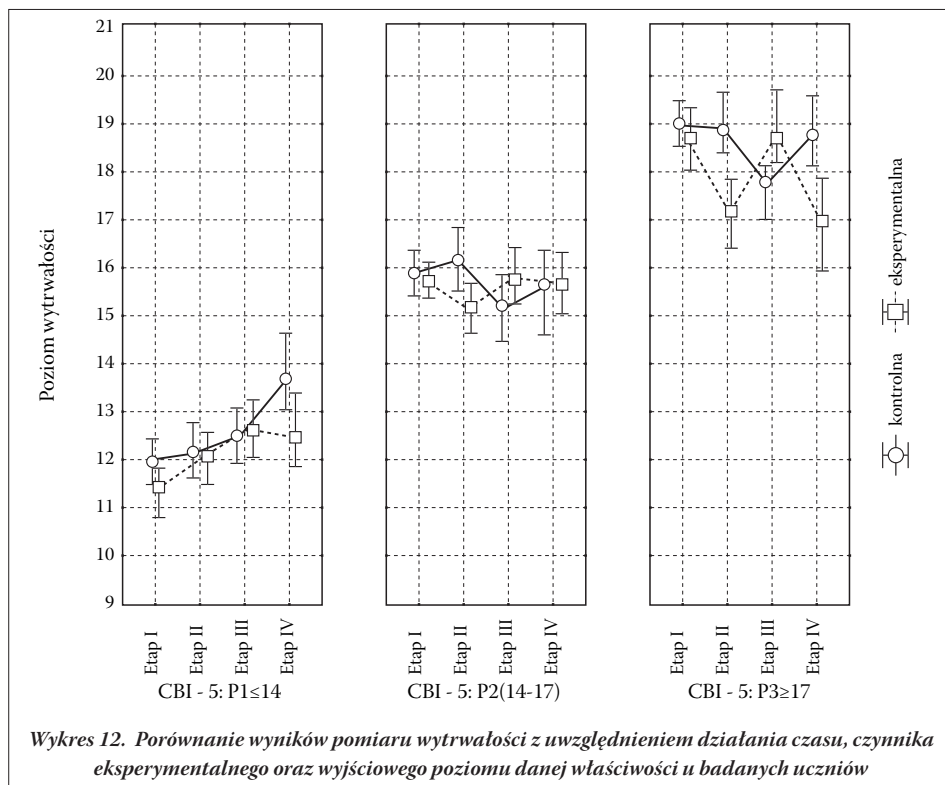 Poziom wytrwałości
21
20
19
18
17
16
15
14
13
12
11
10
9
Etap I
Etap II
Etap III
Etap IV
CBI - 5: P1≤14
Etap I
Etap II
Etap III
Etap IV
CBI - 5: P2(14-17)
Etap I
Etap II
Etap III
Etap IV
CBI - 5: P3≥17
kontrolna
eksperymentalna
Wykres 12. Porównanie wyników pomiaru wytrwałości z uwzględnieniem działania czasu, czynnika
eksperymentalnego oraz wyjściowego poziomu danej właściwości u badanych uczniów